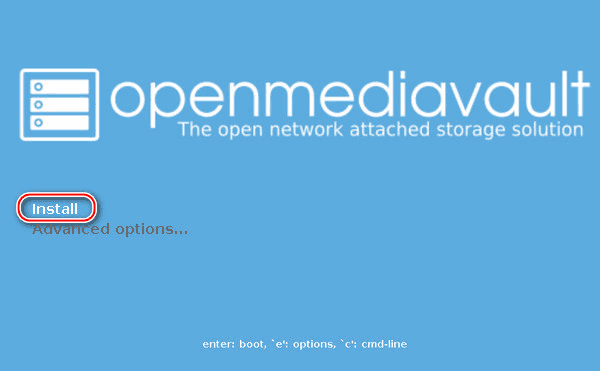 openmediavault
The open network attached storage solution
Install
Advanced options...
enter: boot, `e': options, `c': cmd-line